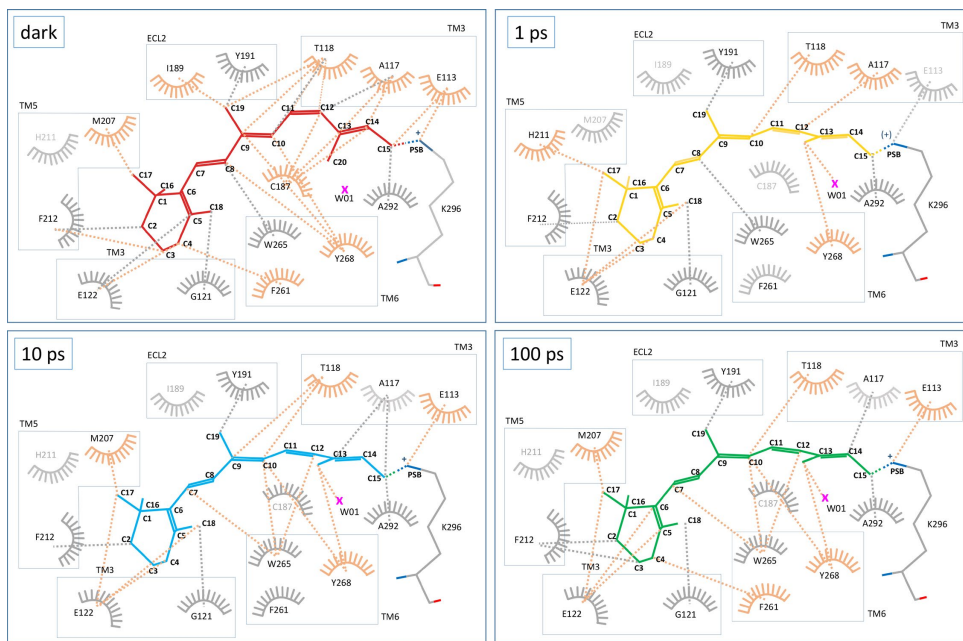 dark
ECL2
TM3
Y191
T118
I189
A117
E113
TM5
M207
H211
C19
C11
C12
C13
C14
C9
C10
C20
C15
+
PSB
C7
C8
C17
C16
C6
C1
C187
X
W01
A292
K296
C18
C5
F212
C2
C4
W265
TM3
C3
Y268
E122
G121
F261
TM6
1 ps
ECL2
TM3
Y191
T118
I189
A117
E113
TM5
M207
H211
C19
C11
C12
C13
C14
C9
C10
C15
(+)
PSB
C7
C8
C17
C16
C6
C1
C187
X
W01
A292
K296
C18
C5
F212
C2
C4
W265
TM3
C3
Y268
E122
G121
F261
TM6
10 ps
ECL2
TM3
Y191
T118
I189
A117
E113
TM5
M207
H211
C19
C11
C12
C13
C14
C9
C10
C15
+
PSB
C8
C7
C17
C16
C6
C1
C187
X
W01
A292
K296
C18
C5
F212
C2
C4
W265
TM3
C3
Y268
E122
G121
F261
TM6
100 ps
ECL2
TM3
Y191
T118
I189
A117
E113
TM5
M207
H211
C19
C11
C12
C13
C14
C9
C10
C15
+
PSB
C8
C7
C17
C16
C6
C1
C187
X
W01
A292
K296
C18
C5
F212
C2
C4
W265
TM3
C3
Y268
E122
G121
F261
TM6